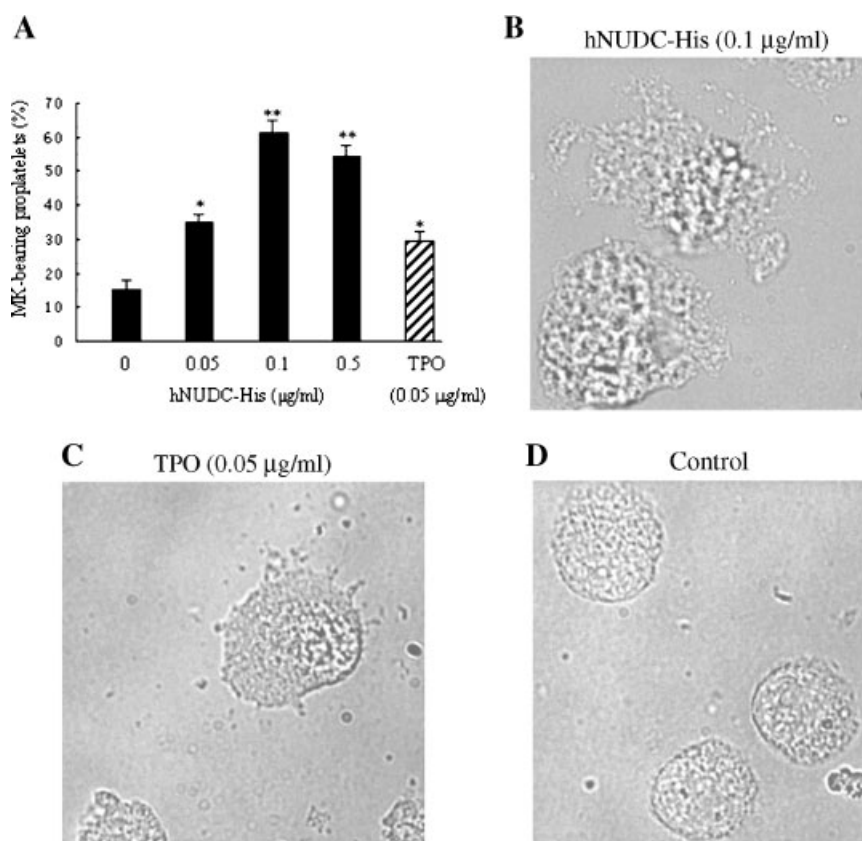 A
MK-bearing proplatelets (%)
70
60
50
40
30
20
10
0
*
**
**
*
0 0.05 0.1 0.5 TPO
hNUDC-His (µg/ml) (0.05 µg/ml)
B
hNUDC-His (0.1 µg/ml)
C
TPO (0.05 µg/ml)
D
Control